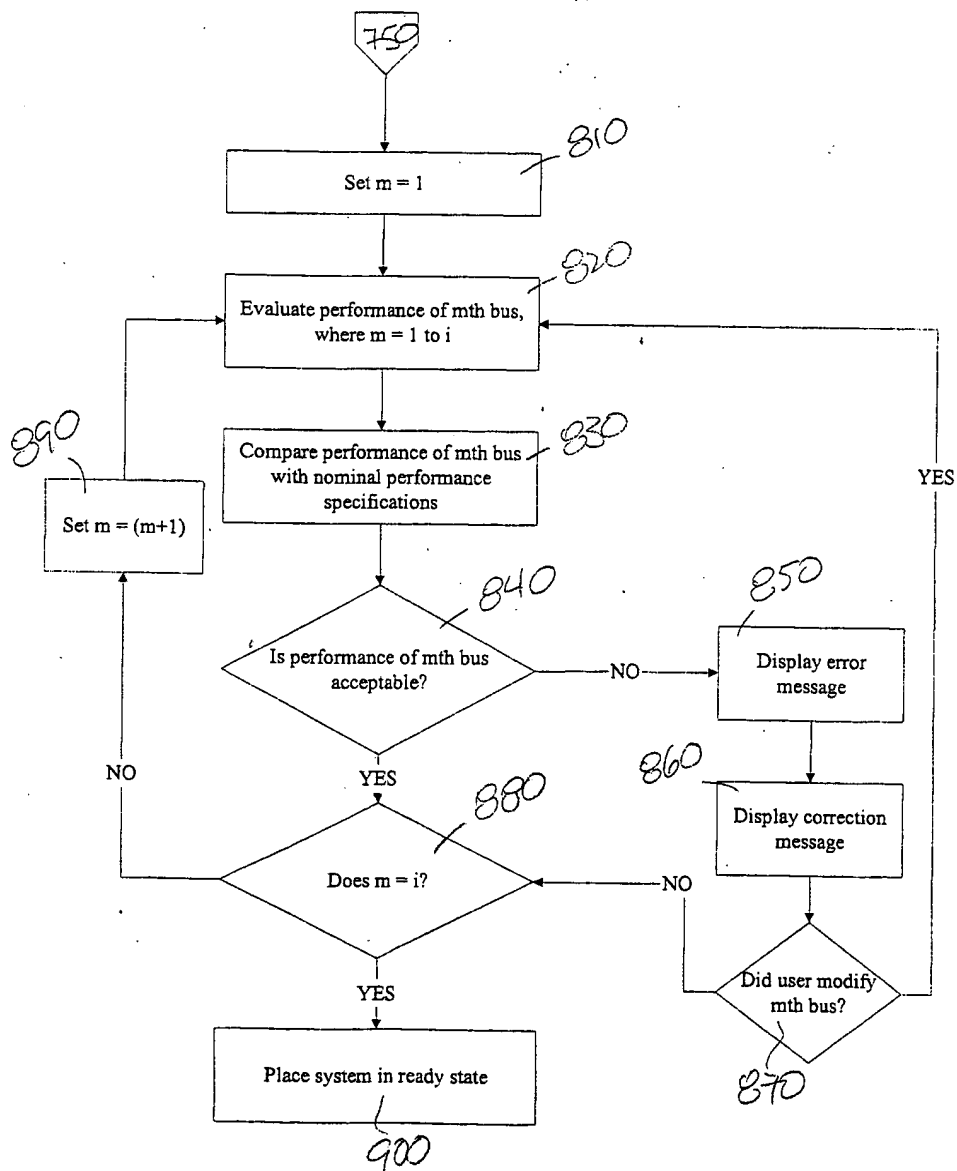 750
810
Set m = 1
820
Evaluate performance of mth bus,
where m = 1 to i
830
Compare performance of mth bus
with nominal performance
specifications
890
Set m = (m+1)
YES
840
Is performance of mth bus
acceptable?
NO
850
Display error
message
860
Display correction
message
NO
YES
880
Does m = i?
NO
Did user modify
mth bus?
870
YES
Place system in ready state
900